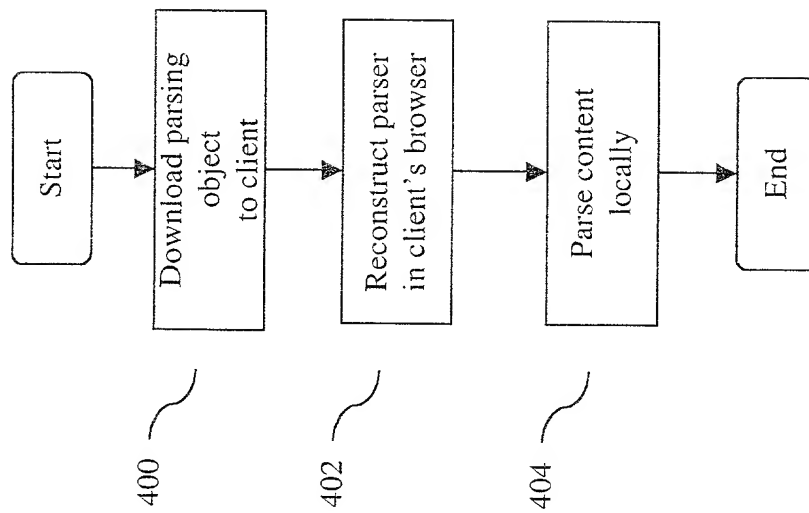 Start
400
Download parsing
object
to client
402
Reconstruct parser
in client's browser
404
Parse content
locally
End